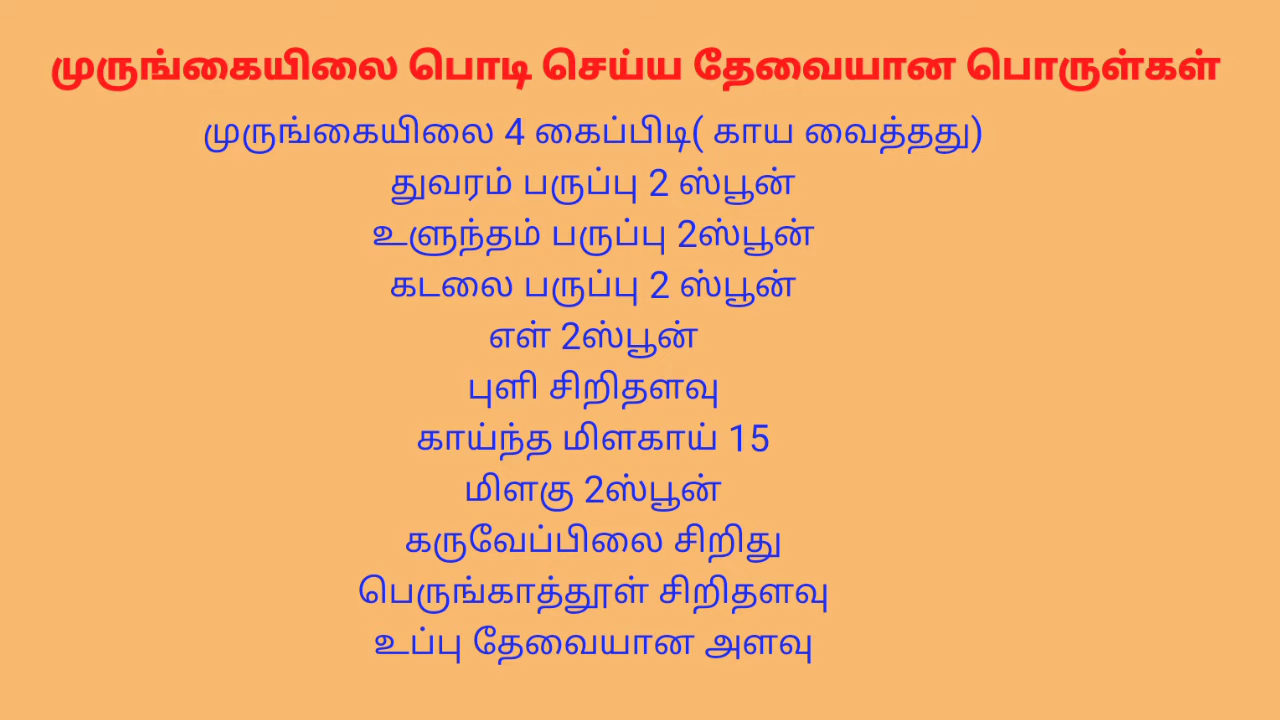 முருங்கையிலை பொடி செய்ய தேவையான பொருள்கள்
முருங்கையிலை 4 கைப்பிடி( காய வைத்தது)
துவரம் பருப்பு 2 ஸ்பூன்
உளுந்தம் பருப்பு 2ஸ்பூன்
கடலை பருப்பு 2 ஸ்பூன்
எள் 2ஸ்பூன்
புளி சிறிதளவு
காய்ந்த மிளகாய் 15
மிளகு 2ஸ்பூன்
கருவேப்பிலை சிறிது
பெருங்காத்தூள் சிறிதளவு
உப்பு தேவையான அளவு